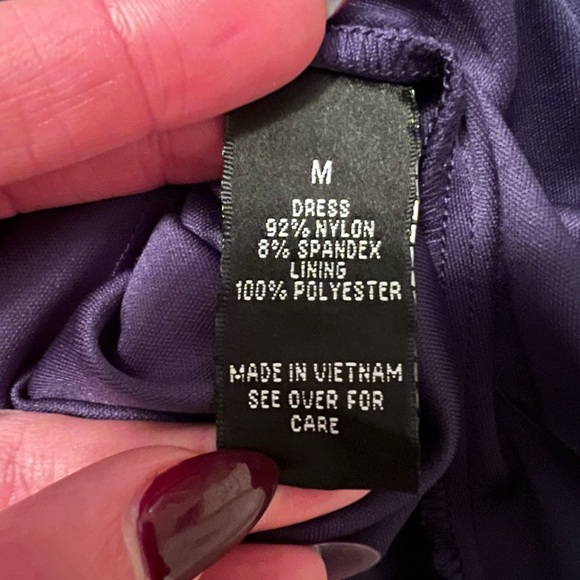 M
DRESS
92% NYLON
8% SPANDEX
LINING
100% POLYESTER
MADE IN VIETNAM
SEE OVER FOR
CARE